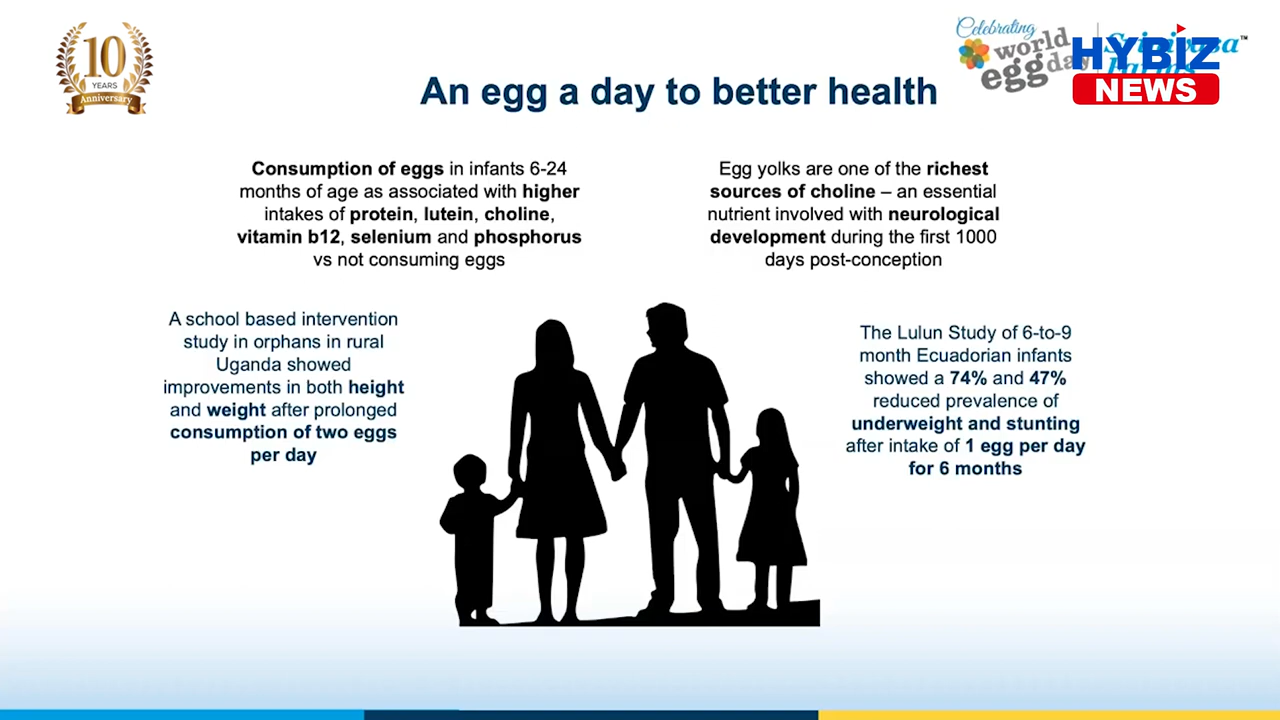 10
YEARS
Anniversary
Celebrating
world
egg day
HYBIZ
NEWS
™
An egg a day to better health
Consumption of eggs in infants 6-24
months of age as associated with higher
intakes of protein, lutein, choline,
vitamin b12, selenium and phosphorus
vs not consuming eggs
Egg yolks are one of the richest
sources of choline – an essential
nutrient involved with neurological
development during the first 1000
days post-conception
A school based intervention
study in orphans in rural
Uganda showed
improvements in both height
and weight after prolonged
consumption of two eggs
per day
The Lulun Study of 6-to-9
month Ecuadorian infants
showed a 74% and 47%
reduced prevalence of
underweight and stunting
after intake of 1 egg per day
for 6 months